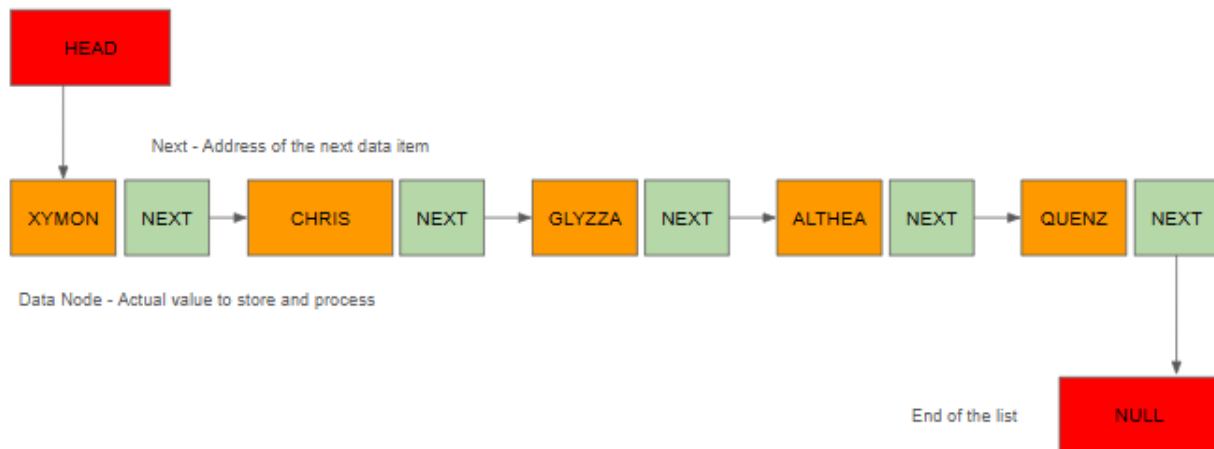 HEAD
Next - Address of the next data item
XYMON NEXT CHRIS NEXT GLYZZA NEXT ALTHEA NEXT QUENZ NEXT
Data Node - Actual value to store and process
End of the list NULL